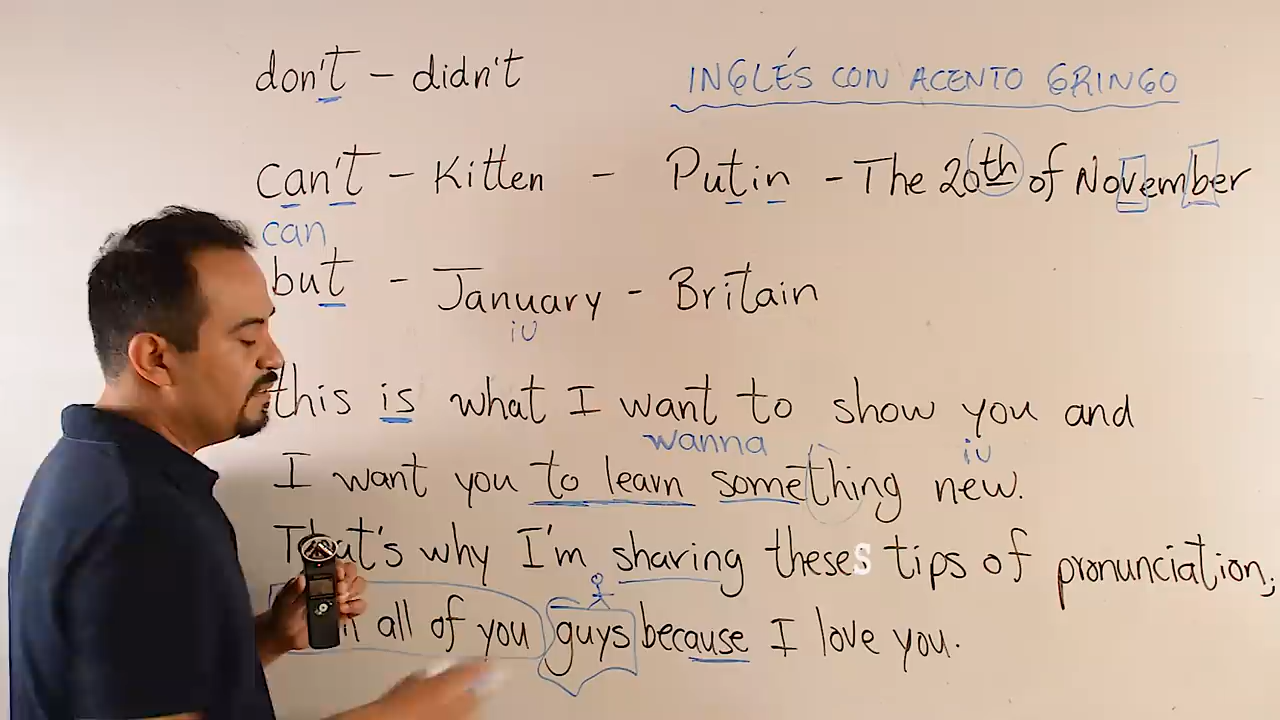 don't - didn't
INGLÉS CON ACENTO GRINGO
can't - Kitten - Putin - The 20th of November
can
but - January - Britain
iu
this is what I want to show you and
wanna
iu
I want you to learn something new.
That's why I'm sharing theses tips of pronunciation,
all of you guys because I love you.